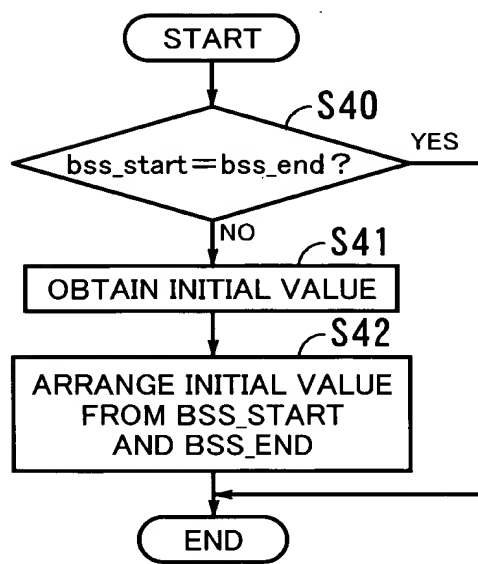 START
S40
bss_start=bss_end?
YES
NO
S41
OBTAIN INITIAL VALUE
S42
ARRANGE INITIAL VALUE
FROM BSS_START
AND BSS_END
END